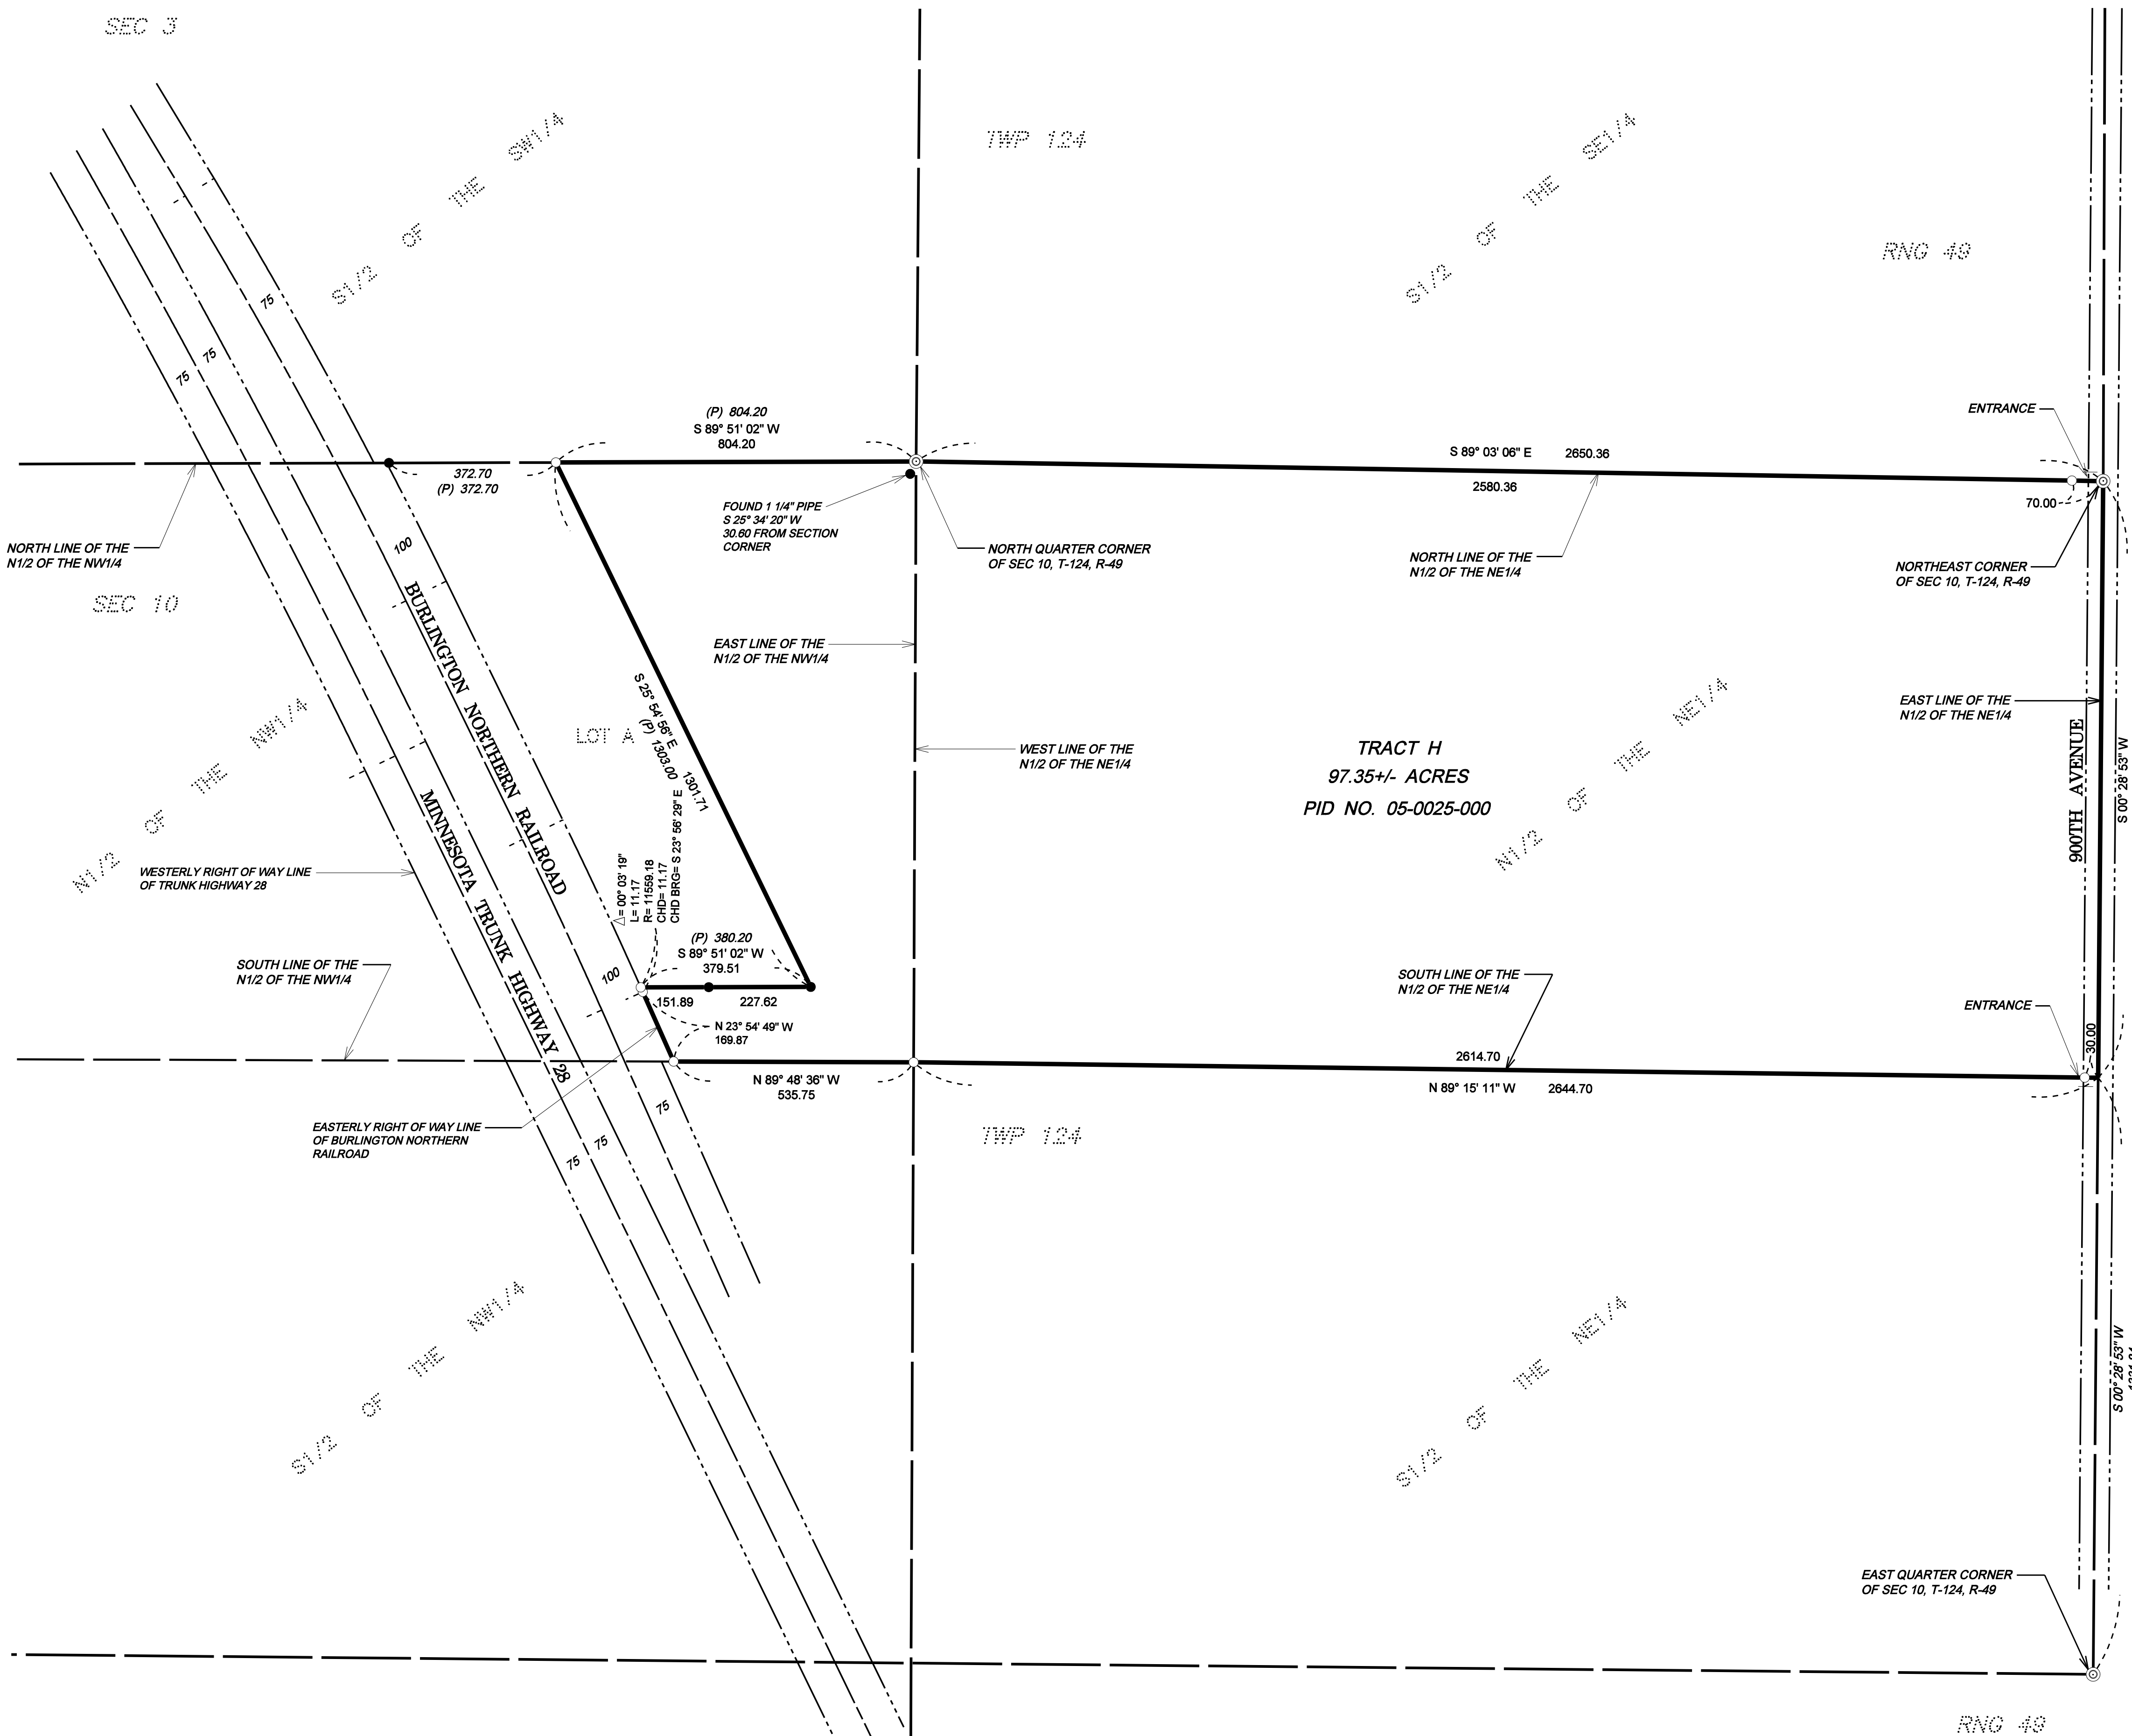 SEC 3
S1/2 OF THE SW1/4
TWP 124
S1/2 OF THE SE1/4
RNG 49
75
75
75
(P) 804.20
S 89° 51' 02" W
804.20
372.70
(P) 372.70
S 89° 03' 06" E 2650.36
2580.36
ENTRANCE
70.00
FOUND 1 1/4" PIPE
S 25° 34' 20" W
30.60 FROM SECTION
CORNER
NORTH LINE OF THE
N1/2 OF THE NW1/4
NORTH QUARTER CORNER
OF SEC 10, T-124, R-49
NORTH LINE OF THE
N1/2 OF THE NE1/4
NORTHEAST CORNER
OF SEC 10, T-124, R-49
100
SEC 10
BURLINGTON NORTHERN RAILROAD
EAST LINE OF THE
N1/2 OF THE NW1/4
S 25° 54' 56" E 1301.71
(P) 1303.00
LOT A
N1/2 OF THE NW1/4
WEST LINE OF THE
N1/2 OF THE NE1/4
TRACT H
97.35+/- ACRES
PID NO. 05-0025-000
N1/2 OF THE NE1/4
EAST LINE OF THE
N1/2 OF THE NE1/4
900TH AVENUE
S 00° 28' 53" W
MINNESOTA TRUNK HIGHWAY 28
WESTERLY RIGHT OF WAY LINE
OF TRUNK HIGHWAY 28
△= 00° 03' 19"
L= 11.17
R= 11559.18
CHD= 11.17
CHD BRG= S 23° 56' 29" E
(P) 380.20
S 89° 51' 02" W
379.51
151.89
227.62
100
SOUTH LINE OF THE
N1/2 OF THE NW1/4
N 23° 54' 49" W
169.87
SOUTH LINE OF THE
N1/2 OF THE NE1/4
ENTRANCE
30.00
2614.70
N 89° 15' 11" W 2644.70
N 89° 48' 36" W
535.75
75
75
75
EASTERLY RIGHT OF WAY LINE
OF BURLINGTON NORTHERN
RAILROAD
TWP 124
S1/2 OF THE NW1/4
S1/2 OF THE NE1/4
S 00° 28' 53" W
EAST QUARTER CORNER
OF SEC 10, T-124, R-49
RNG 49